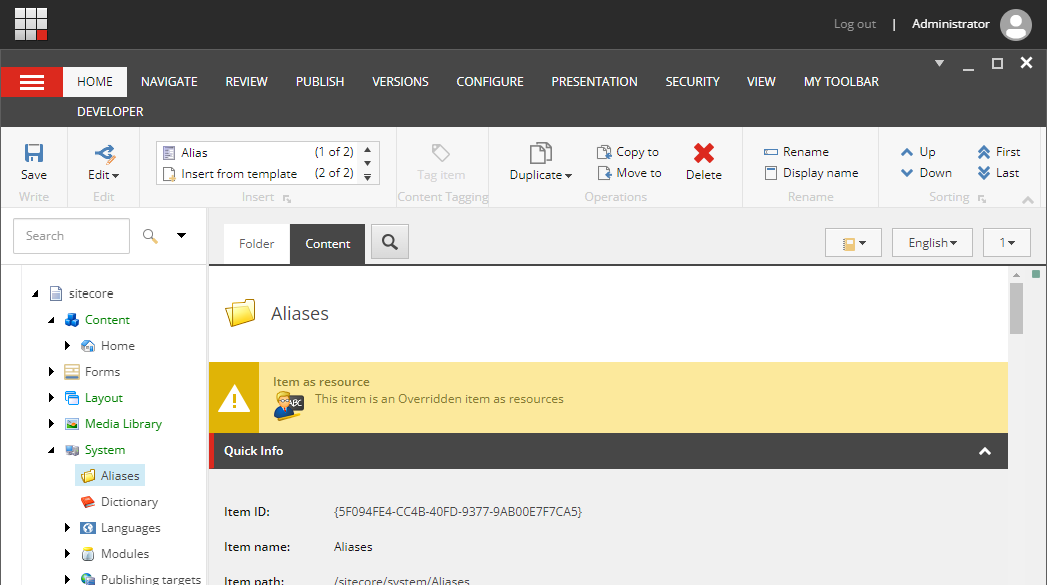 Log out | Administrator
HOME NAVIGATE REVIEW PUBLISH VERSIONS CONFIGURE PRESENTATION SECURITY VIEW MY TOOLBAR
DEVELOPER
Save
Write
Edit
Edit
Alias (1 of 2)
Insert from template (2 of 2)
Insert
Tag item
Content Tagging
Duplicate
Copy to
Move to
Delete
Operations
Rename
Display name
Rename
Up
Down
First
Last
Sorting
Search
Folder Content
English 1
sitecore
Content
Home
Forms
Layout
Media Library
System
Aliases
Dictionary
Languages
Modules
Publishing targets
Aliases
Item as resource
ABC
This item is an Overridden item as resources
Quick Info
Item ID: {5F094FE4-CC4B-40FD-9377-9AB00E7F7CA5}
Item name: Aliases
Item path: /sitecore/system/Aliases